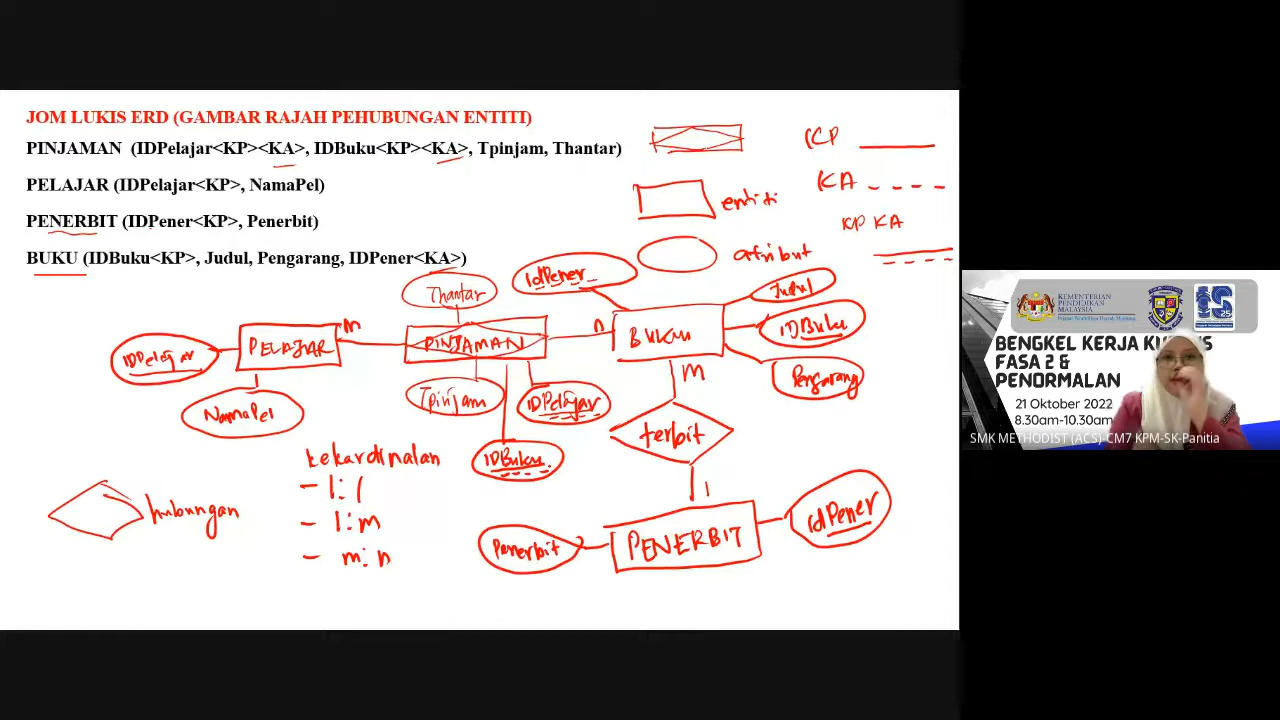 JOM LUKIS ERD (GAMBAR RAJAH PEHUBUNGAN ENTITI)
PINJAMAN (IDPelajar<KP><KA>, IDBuku<KP><KA>, Tpinjam, Thantar)
PELAJAR (IDPelajar<KP>, NamaPel)
PENERBIT (IDPener<KP>, Penerbit)
BUKU (IDBuku<KP>, Judul, Pengarang, IDPener<KA>)
KP
KA
KP KA
entiti
atribut
IdPener
Thantar
Judul
m
n
IDPelajar
PELAJAR
PINJAMAN
BUKU
IDBuku
NamaPel
Tpinjam
IDPelajar
m
Pengarang
terbit
IDBuku
kekardinalan
- 1:1
- 1:m
- m:n
hubungan
1
Penerbit
PENERBIT
idPener
KEMENTERIAN
PENDIDIKAN
MALAYSIA
25
BENGKEL KERJA KU
S
FASA 2 &
PENORMALAN
21 Oktober 2022
8.30am-10.30am
SMK METHODIST (ACS)-CM7 KPM-SK-Panitia